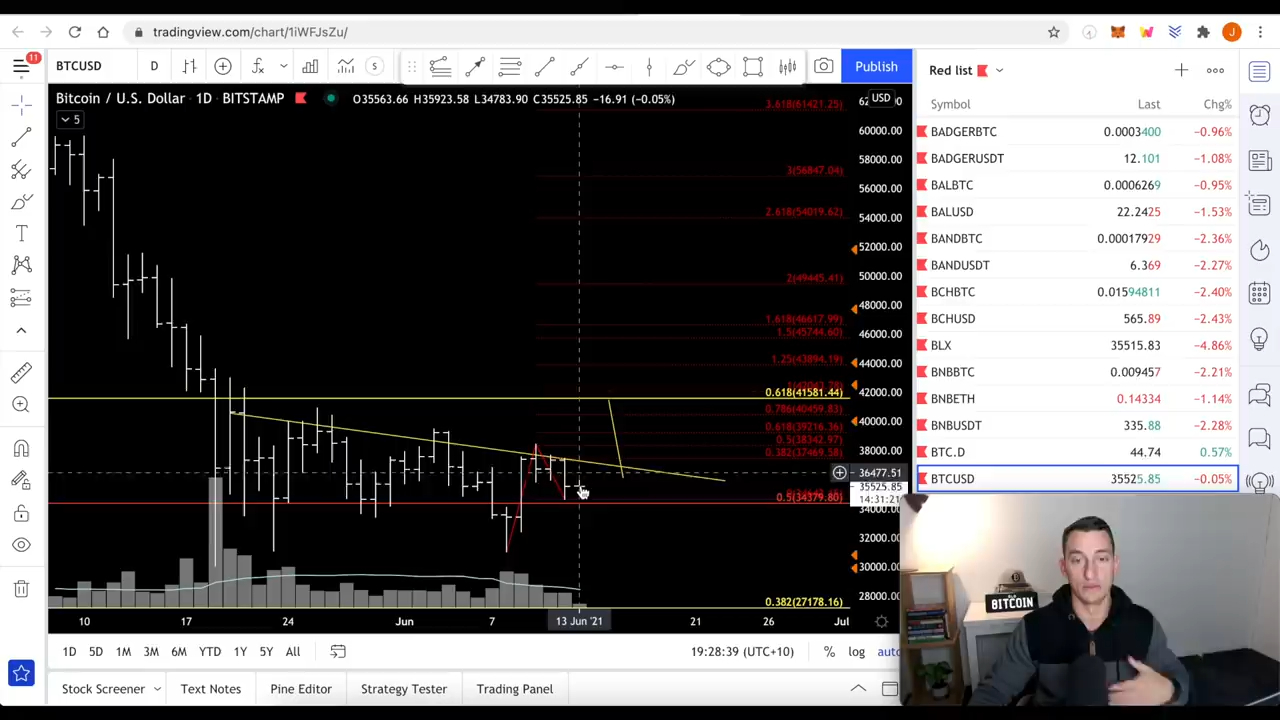 tradingview.com/chart/1iWFJsZu/
J
11
BTCUSD
D
S
Publish
Red list
Bitcoin / U.S. Dollar · 1D · BITSTAMP
O35563.66 H35923.58 L34783.90 C35525.85 −16.91 (−0.05%)
USD
5
Symbol Last Chg%
BADGERBTC 0.0003400 −0.96%
BADGERUSDT 12.101 −1.08%
BALBTC 0.0006269 −0.95%
BALUSD 22.2425 −1.53%
BANDBTC 0.00017929 −2.36%
BANDUSDT 6.369 −2.27%
BCHBTC 0.01594811 −2.40%
BCHUSD 565.89 −2.43%
BLX 35515.83 −4.86%
BNBBTC 0.009457 −2.21%
BNBETH 0.14334 −1.14%
BNBUSDT 335.88 −2.28%
BTC.D 44.74 0.57%
BTCUSD 35525.85 −0.05%
3.618(61421.25)
60000.00
58000.00
3(56847.04)
56000.00
54000.00
2.618(54019.62)
52000.00
50000.00
2(49445.41)
48000.00
46000.00
1.618(46617.99)
1.5(45744.60)
44000.00
1.25(43894.19)
42000.00
0.618(41581.44)
0.786(40459.83)
40000.00
0.618(39216.36)
0.5(38342.97)
38000.00
0.382(37469.58)
36477.51
35525.85
14:31:21
0.5(34379.80)
34000.00
32000.00
30000.00
28000.00
0.382(27178.16)
10 17 24 Jun 7 13 Jun '21 21 26 Jul
1D 5D 1M 3M 6M YTD 1Y 5Y All
19:28:39 (UTC+10)
% log auto
Stock Screener Text Notes Pine Editor Strategy Tester Trading Panel
BITCOIN